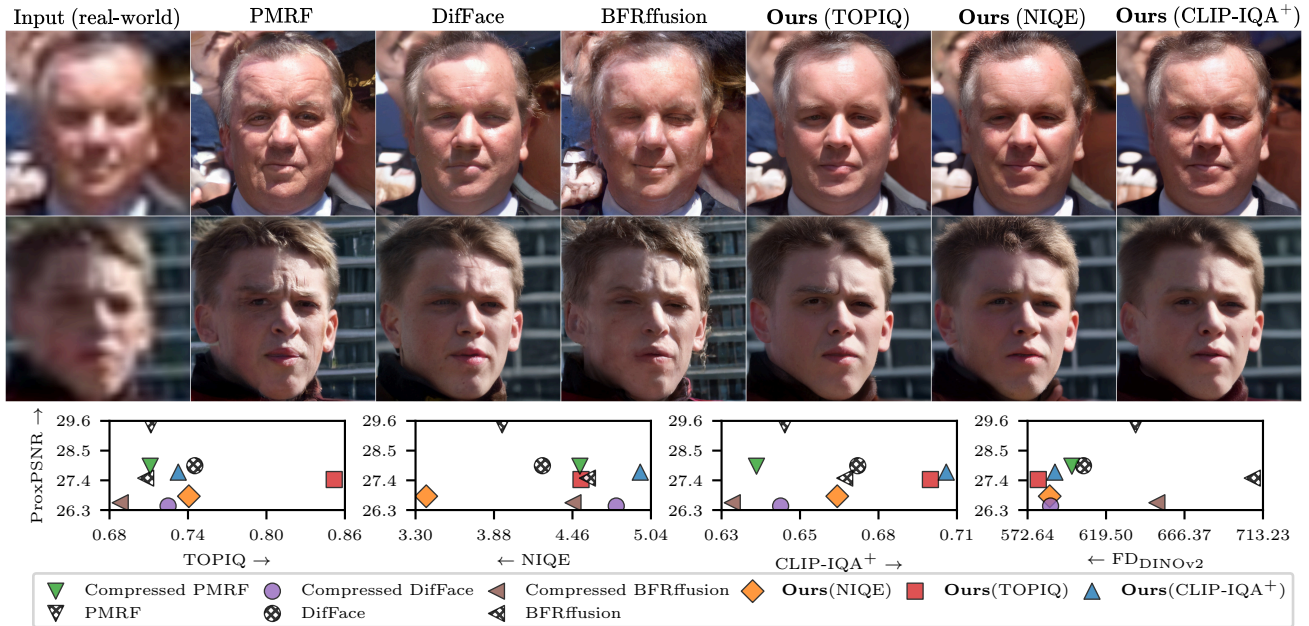 Input (real-world) PMRF DifFace BFRffusion Ours (TOPIQ) Ours (NIQE) Ours (CLIP-IQA⁺)
ProxPSNR →
29.6 28.5 27.4 26.3
0.68 0.74 0.80 0.86
TOPIQ →
29.6 28.5 27.4 26.3
3.30 3.88 4.46 5.04
← NIQE
29.6 28.5 27.4 26.3
0.63 0.65 0.68 0.71
CLIP-IQA⁺ →
29.6 28.5 27.4 26.3
572.64 619.50 666.37 713.23
← FD_DINOv2
Compressed PMRF Compressed DifFace Compressed BFRffusion Ours(NIQE) Ours(TOPIQ) Ours(CLIP-IQA⁺)
PMRF DifFace BFRffusion